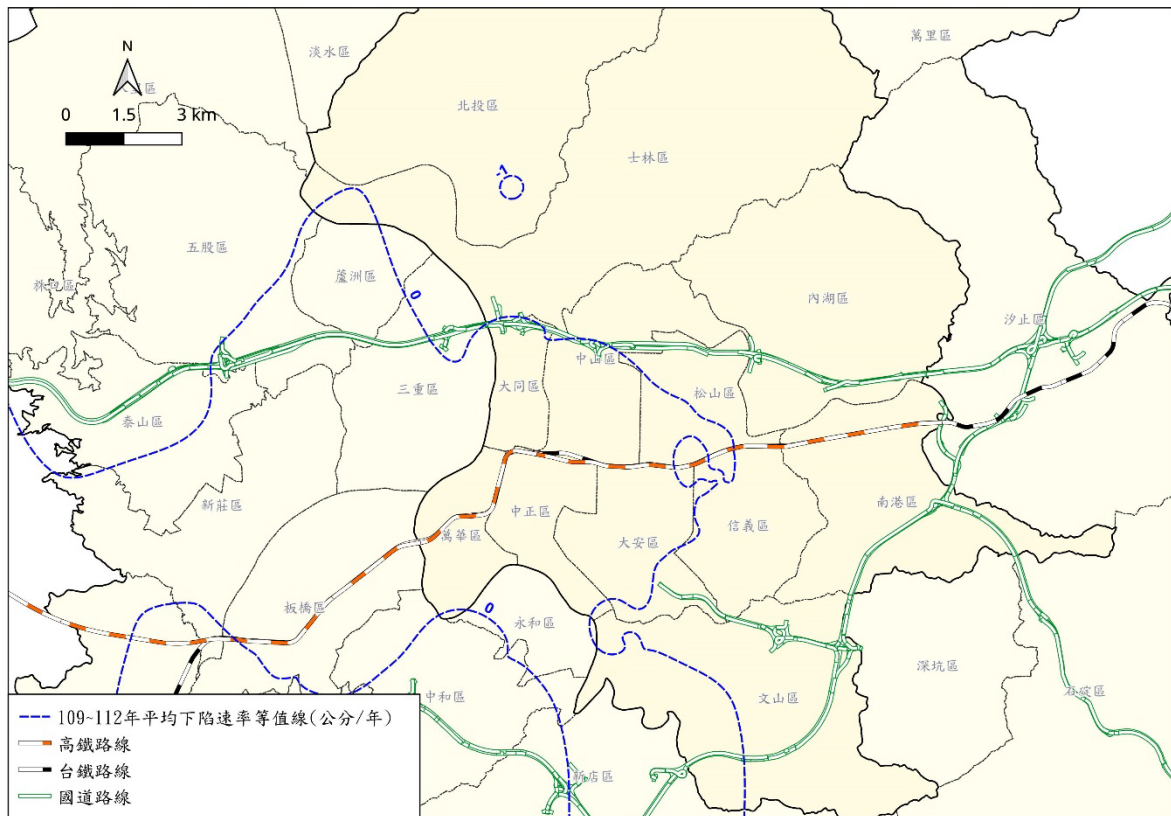 萬里區
淡水區
N
區
北投區
0 1.5 3 km
士林區
-1
五股區
蘆洲區
內湖區
林口區
0
汐止區
中山區
三重區
大同區
松山區
泰山區
新莊區
中正區
信義區
南港區
萬華區
大安區
板橋區
0
永和區
深坑區
石碇區
中和區
文山區
新店區
109~112年平均下陷速率等值線(公分/年)
高鐵路線
台鐵路線
國道路線